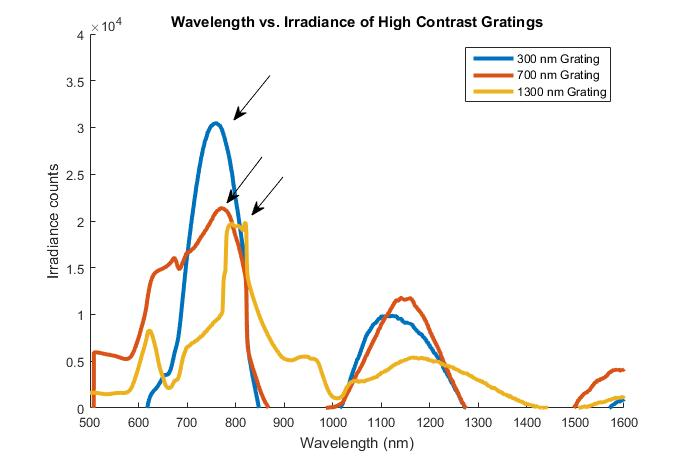 Wavelength vs. Irradiance of High Contrast Gratings
×10⁴
4
3.5
3
2.5
2
1.5
1
0.5
0
Irradiance counts
300 nm Grating
700 nm Grating
1300 nm Grating
500 600 700 800 900 1000 1100 1200 1300 1400 1500 1600
Wavelength (nm)